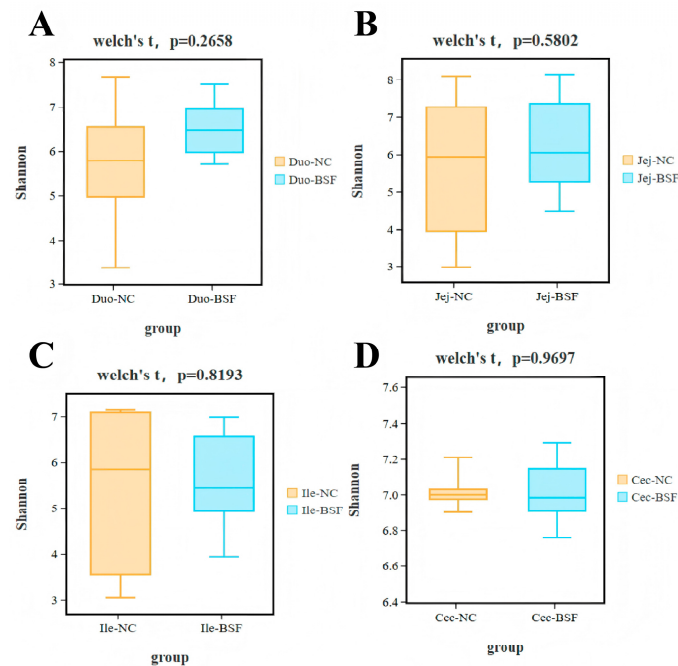 A
welch's t, p=0.2658
8
7
6
5
4
3
Shannon
Duo-NC
Duo-BSF
Duo-NC
Duo-BSF
group
B
welch's t, p=0.5802
8
7
6
5
4
3
Shannon
Jej-NC
Jej-BSF
Jej-NC
Jej-BSF
group
C
welch's t, p=0.8193
7
6
5
4
3
Shannon
Ile-NC
Ile-BSF
Ile-NC
Ile-BSF
group
D
welch's t, p=0.9697
7.6
7.4
7.2
7.0
6.8
6.6
6.4
Shannon
Cec-NC
Cec-BSF
Cec-NC
Cec-BSF
group